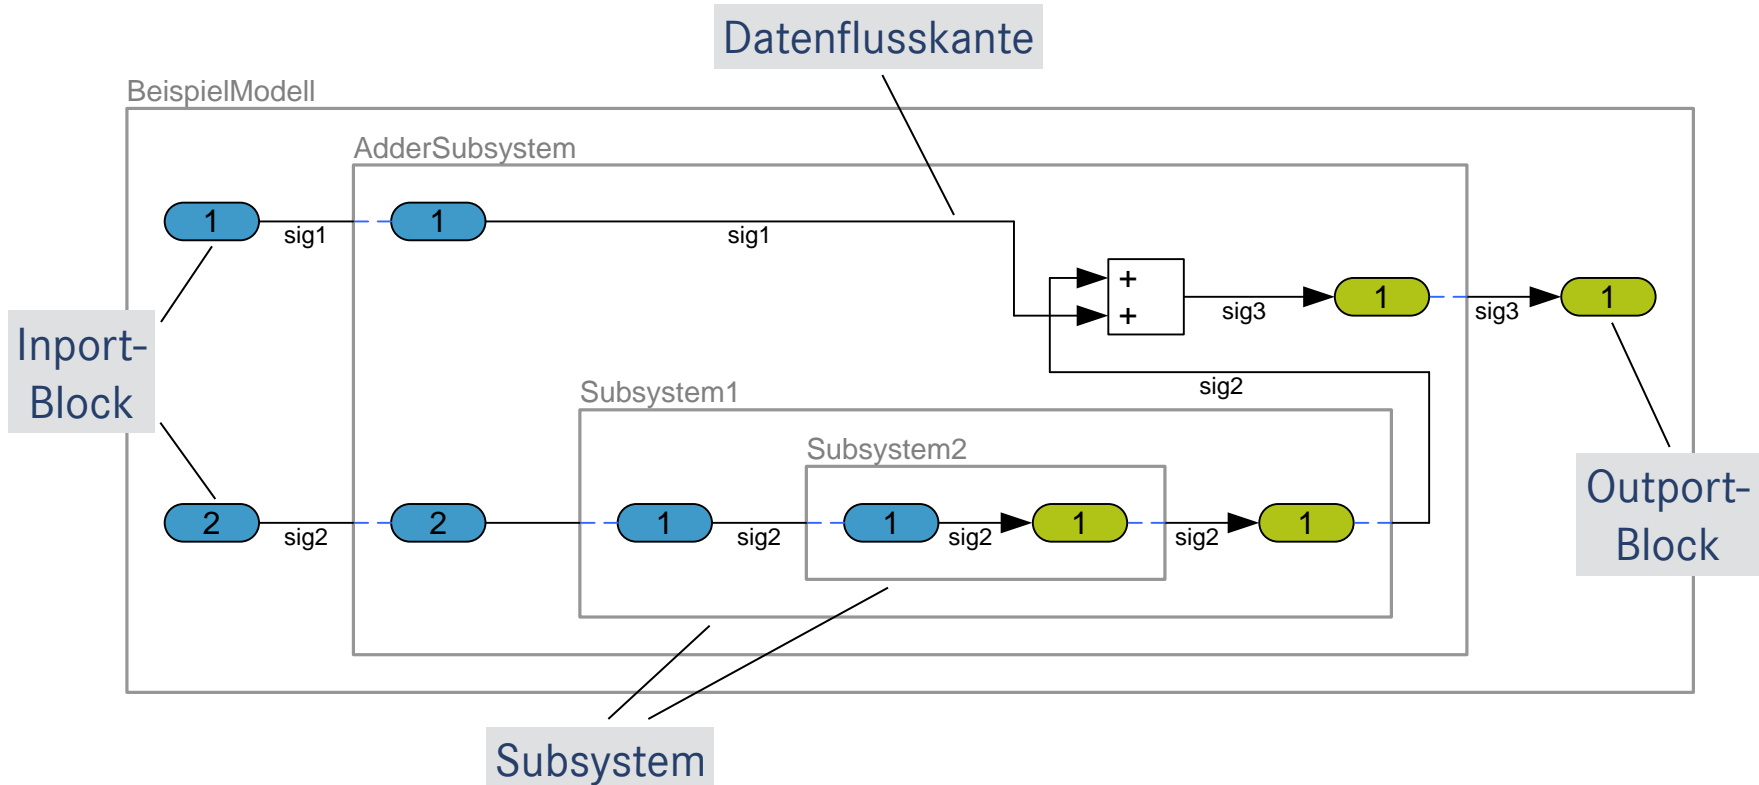 Datenflusskante
BeispielModell
AdderSubsystem
1
sig1
1
sig1
+
+
sig3
1
sig3
1
Inport-
Block
sig2
Subsystem1
Subsystem2
2
sig2
2
1
sig2
1
sig2
1
sig2
1
Outport-
Block
Subsystem